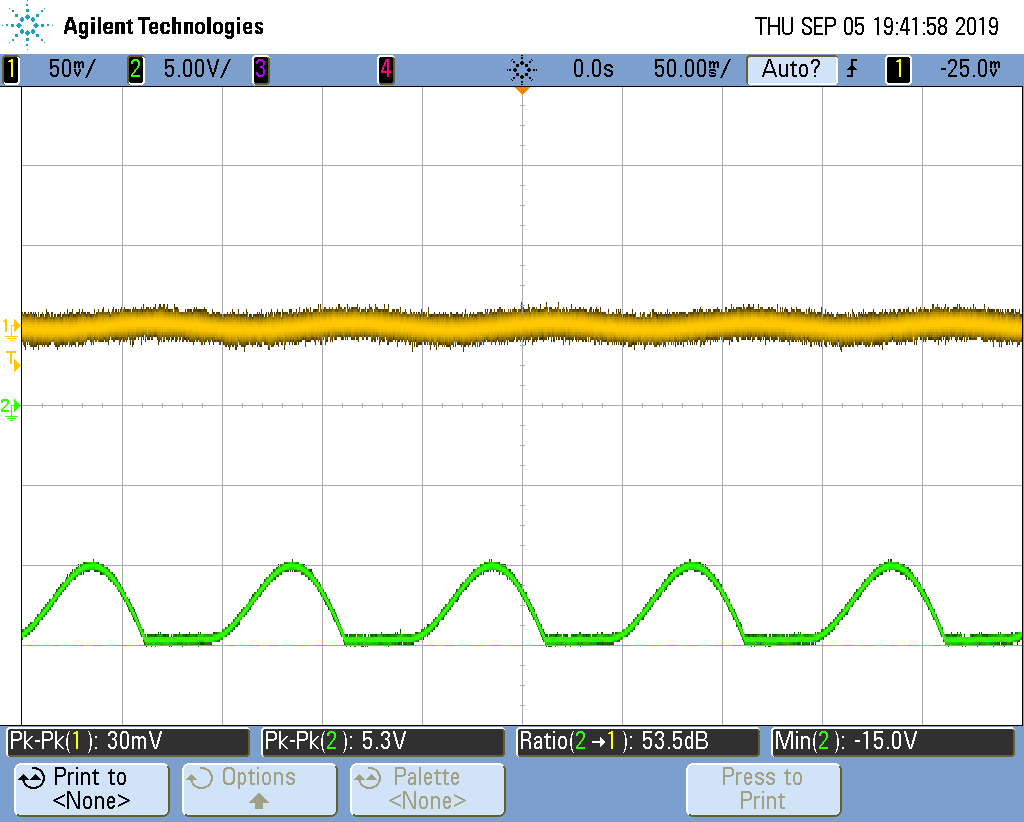 Agilent Technologies
THU SEP 05 19:41:58 2019
1 50mV/ 2 5.00V/ 3 4 0.0s 50.00ms/ Auto? 1 -25.0mV
1
T
2
Pk-Pk(1): 30mV Pk-Pk(2): 5.3V Ratio(2→1): 53.5dB Min(2): -15.0V
Print to
<None>
Options
Palette
<None>
Press to
Print